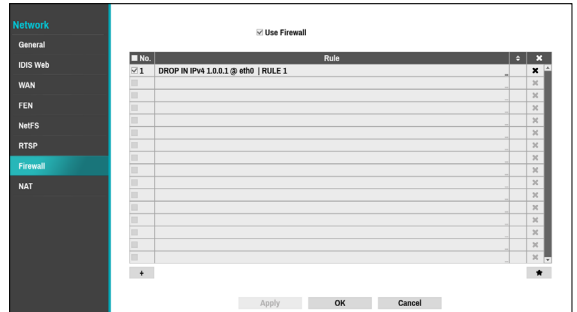 Network
General
IDIS Web
WAN
FEN
NetFS
RTSP
Firewall
NAT
Use Firewall
No. Rule
1 DROP IN IPv4 1.0.0.1 @ eth0 | RULE 1 ...
+
Apply OK Cancel